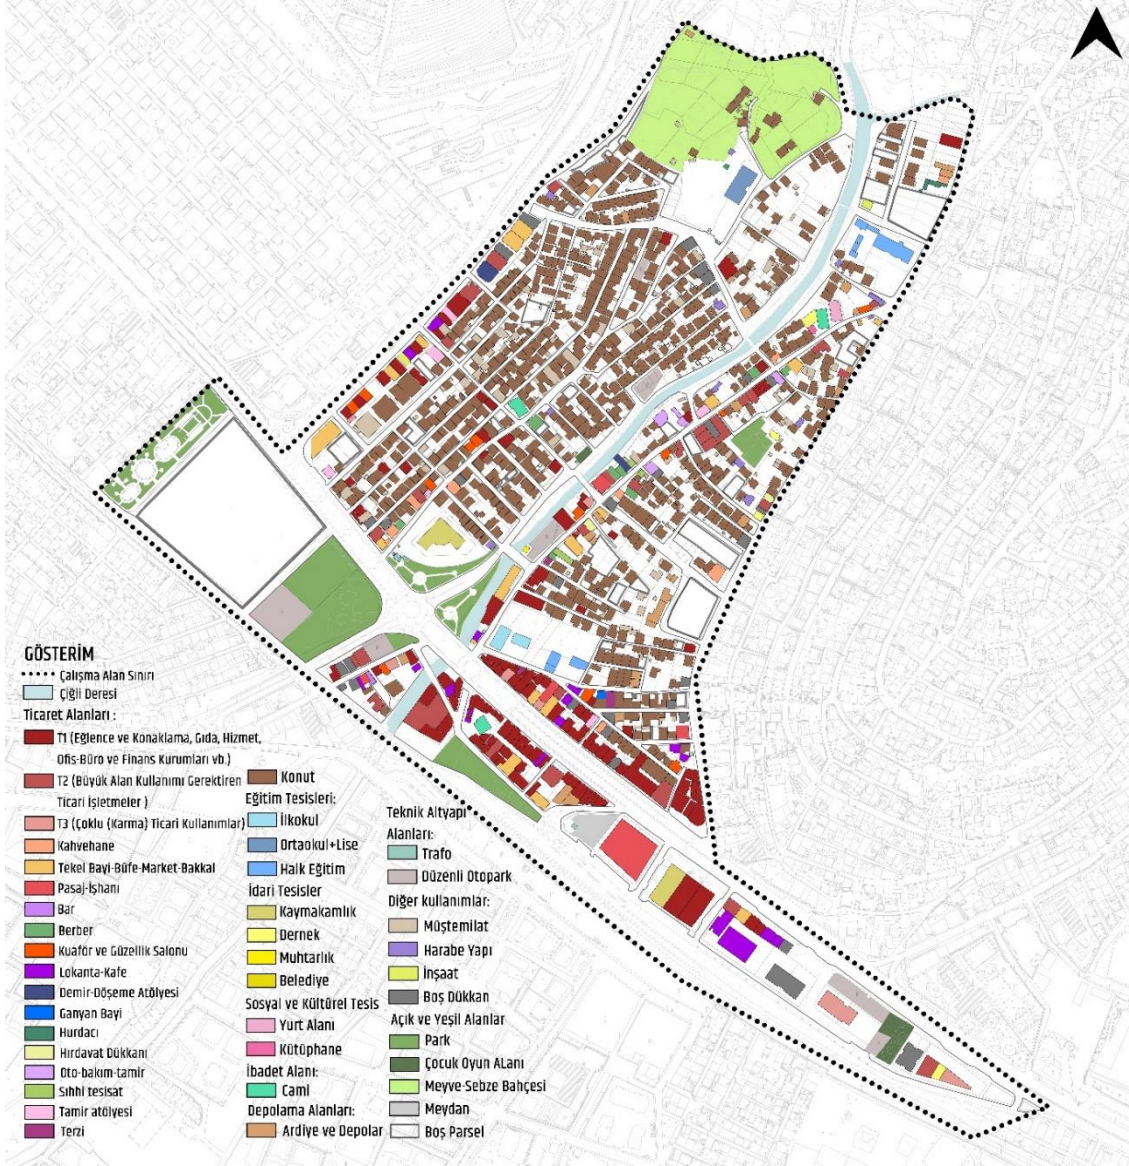 GÖSTERİM
Çalışma Alan Sınırı
Çiğli Deresi
Ticaret Alanları :
T1 (Eğlence ve Konaklama, Gıda, Hizmet,
Ofis-Büro ve Finans Kurumları vb.)
T2 (Büyük Alan Kullanımı Gerektiren
Ticari İşletmeler )
T3 (Çoklu (Karma) Ticari Kullanımlar)
Kahvehane
Tekel Bayi-Büfe-Market-Bakkal
Pasaj-İşhanı
Bar
Berber
Kuaför ve Güzellik Salonu
Lokanta-Kafe
Demir-Döşeme Atölyesi
Ganyan Bayi
Hurdacı
Hırdavat Dükkanı
Oto-bakım-tamir
Sıhhi tesisat
Tamir atölyesi
Terzi
Konut
Eğitim Tesisleri:
İlkokul
Ortaokul+Lise
Halk Eğitim
İdari Tesisler
Kaymakamlık
Dernek
Muhtarlık
Belediye
Sosyal ve Kültürel Tesis
Yurt Alanı
Kütüphane
İbadet Alanı:
Cami
Depolama Alanları:
Ardiye ve Depolar
Teknik Altyapı
Alanları:
Trafo
Düzenli Otopark
Diğer kullanımlar:
Müştemilat
Harabe Yapı
İnşaat
Boş Dükkan
Açık ve Yeşil Alanlar
Park
Çocuk Oyun ALanı
Meyve-Sebze Bahçesi
Meydan
Boş Parsel